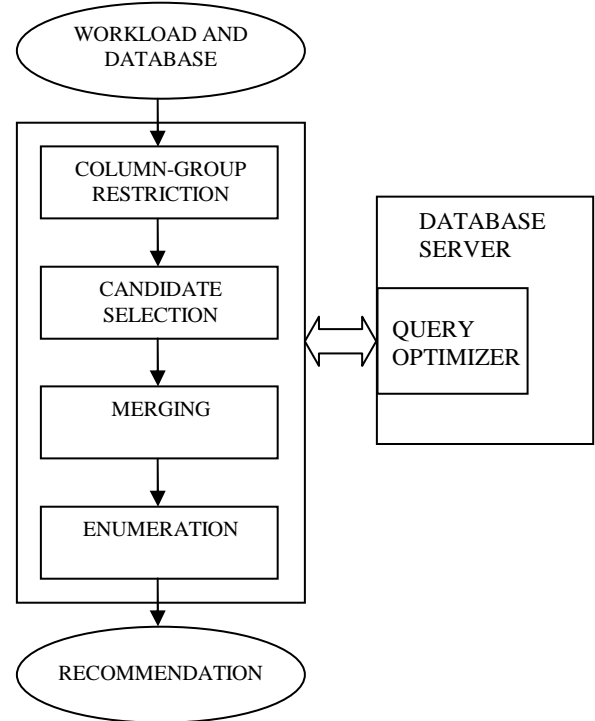 WORKLOAD AND
DATABASE
COLUMN-GROUP
RESTRICTION
CANDIDATE
SELECTION
MERGING
ENUMERATION
RECOMMENDATION
DATABASE
SERVER
QUERY
OPTIMIZER